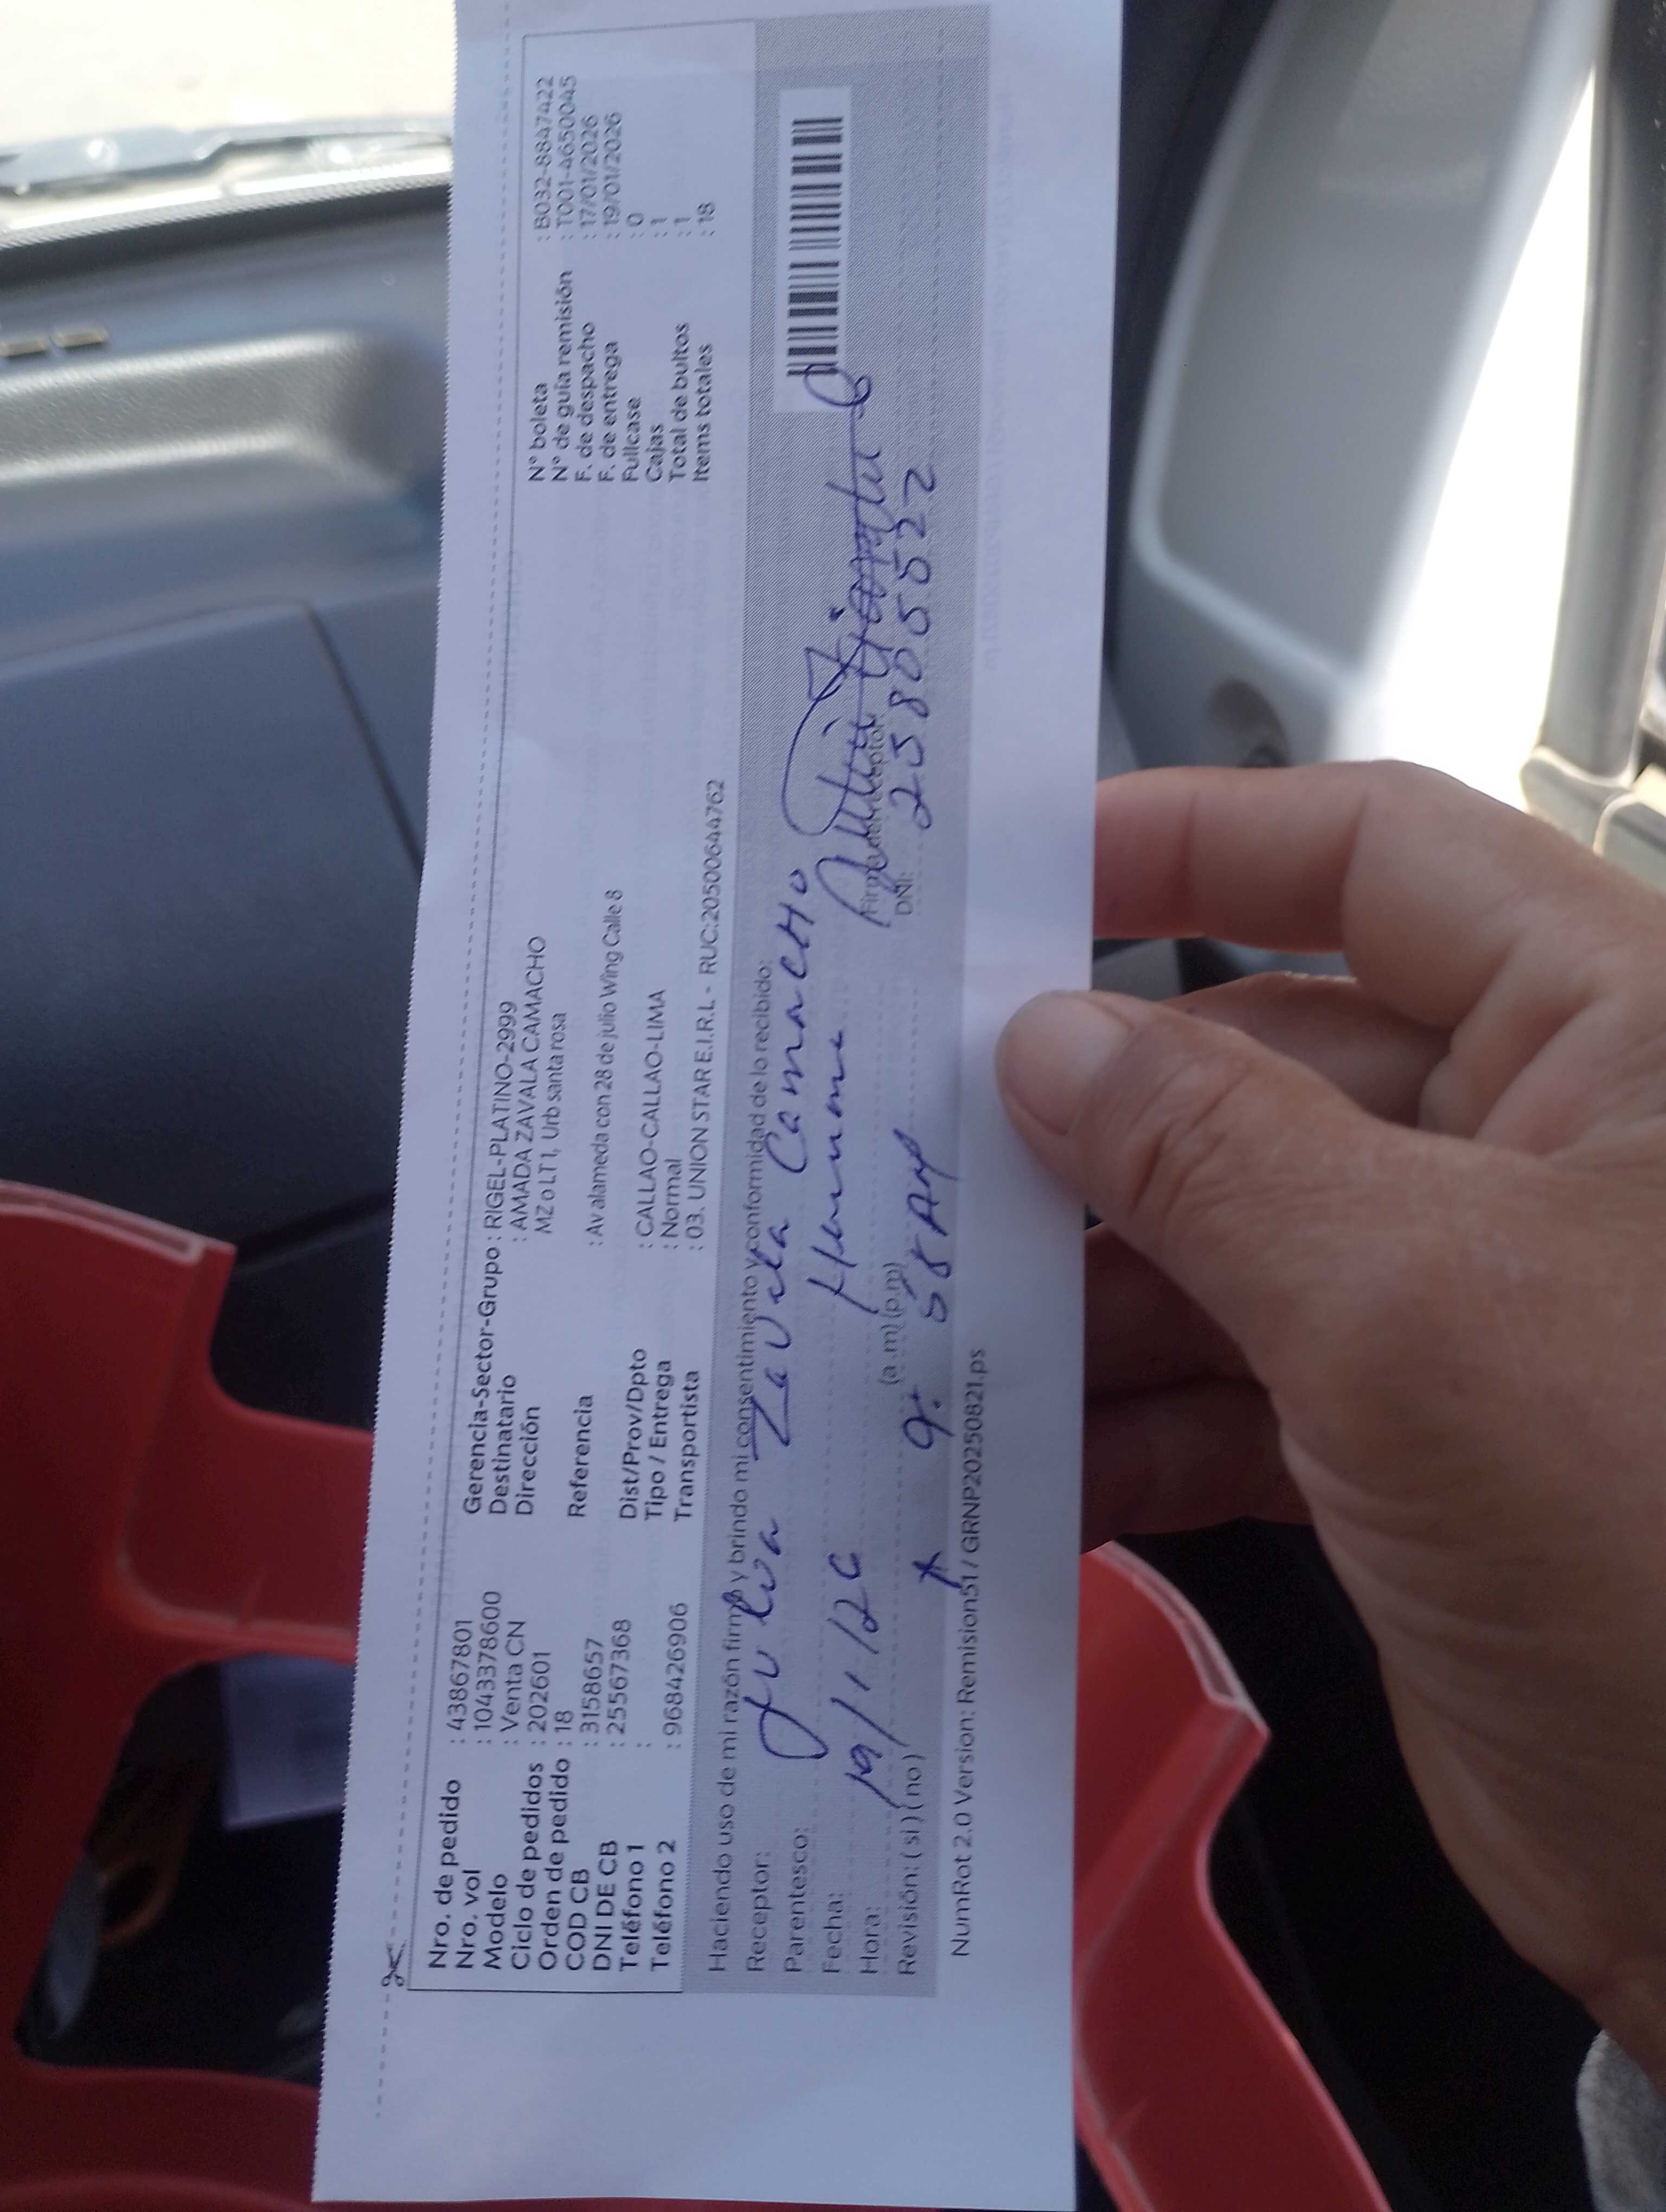 Nro. de pedido : 43867801
Nro. vol : 104337878600
Modelo : Venta CN
Ciclo de pedidos : 202601
Orden de pedido : 18
COD CB : 3158657
DNI DE CB : 25567368
Teléfono 1 :
Teléfono 2 : 968426906
Gerencia-Sector-Grupo : RIGEL-PLATINO-2999
Destinatario : AMADA ZAVALA CAMACHO
Dirección MZ o LT 1, Urb santa rosa
Referencia : Av alameda con 28 de julio Wing Calle 8
Dist/Prov/Dpto : CALLAO-CALLAO-LIMA
Tipo / Entrega : Normal
Transportista : 03. UNION STAR E.I.R.L - RUC:20500644762
N° boleta : B032-8847422
N° de guía remisión : T001-4650045
F. de despacho : 17/01/2026
F. de entrega : 19/01/2026
Fullcase : 0
Cajas : 1
Total de bultos : 1
Items totales : 18
Haciendo uso de mi razón firmo y brindo mi consentimiento y conformidad de lo recibido:
Receptor: Julia Zavala Camacho
Parentesco: Hermana
Fecha: 19/1/26
Hora: 9:58 AM (a.m) (p.m)
Revisión: ( si ) ( no )
(Firma del receptor)
DNI: 25805522
NumRot 2.0 Version: Remision51 / GRNP20250821.ps